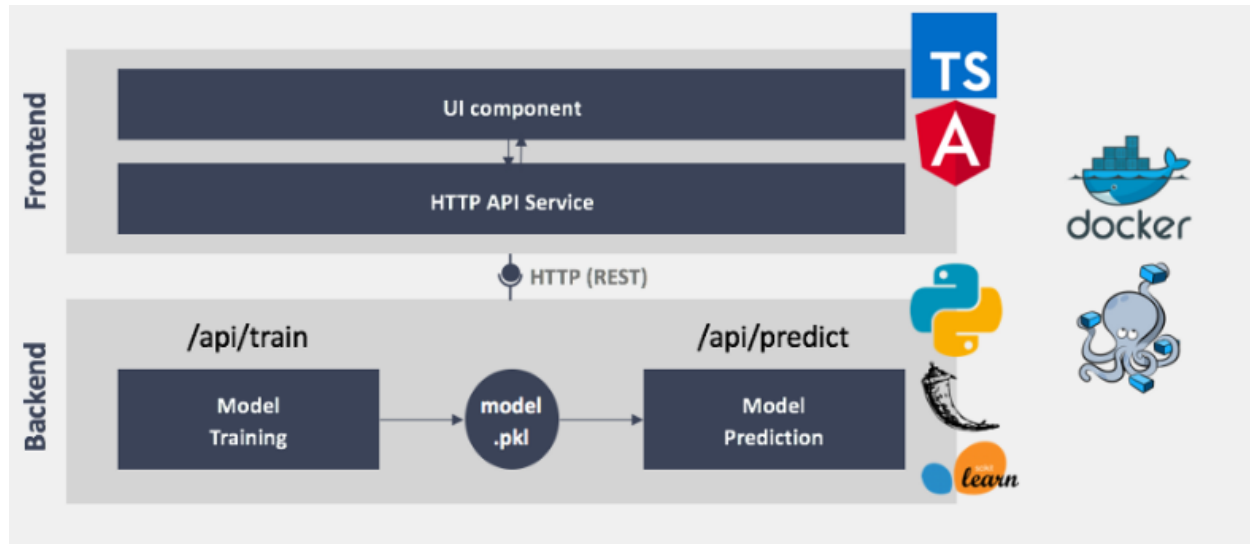 Frontend
UI component
HTTP API Service
TS
A
docker
HTTP (REST)
Backend
/api/train
/api/predict
Model
Training
model
.pkl
Model
Prediction
scikit
learn